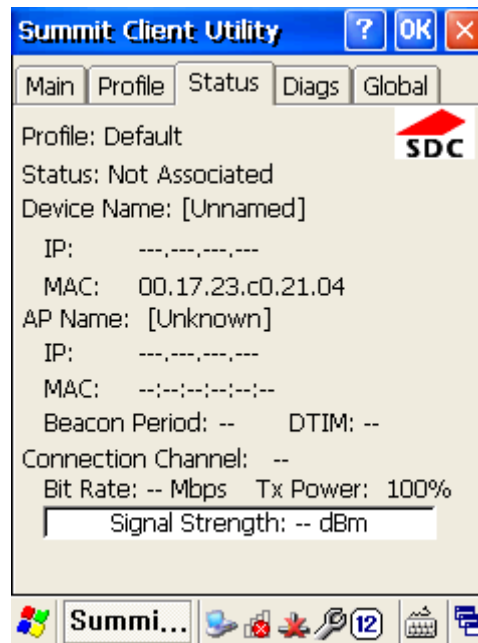 Summit Client Utility ? OK ×
Main Profile Status Diags Global
SDC
Profile: Default
Status: Not Associated
Device Name: [Unnamed]
IP: ---.---.---.---
MAC: 00.17.23.c0.21.04
AP Name: [Unknown]
IP: ---.---.---.---
MAC: --:--:--:--:--:--
Beacon Period: -- DTIM: --
Connection Channel: --
Bit Rate: -- Mbps Tx Power: 100%
Signal Strength: -- dBm
Summi... 12